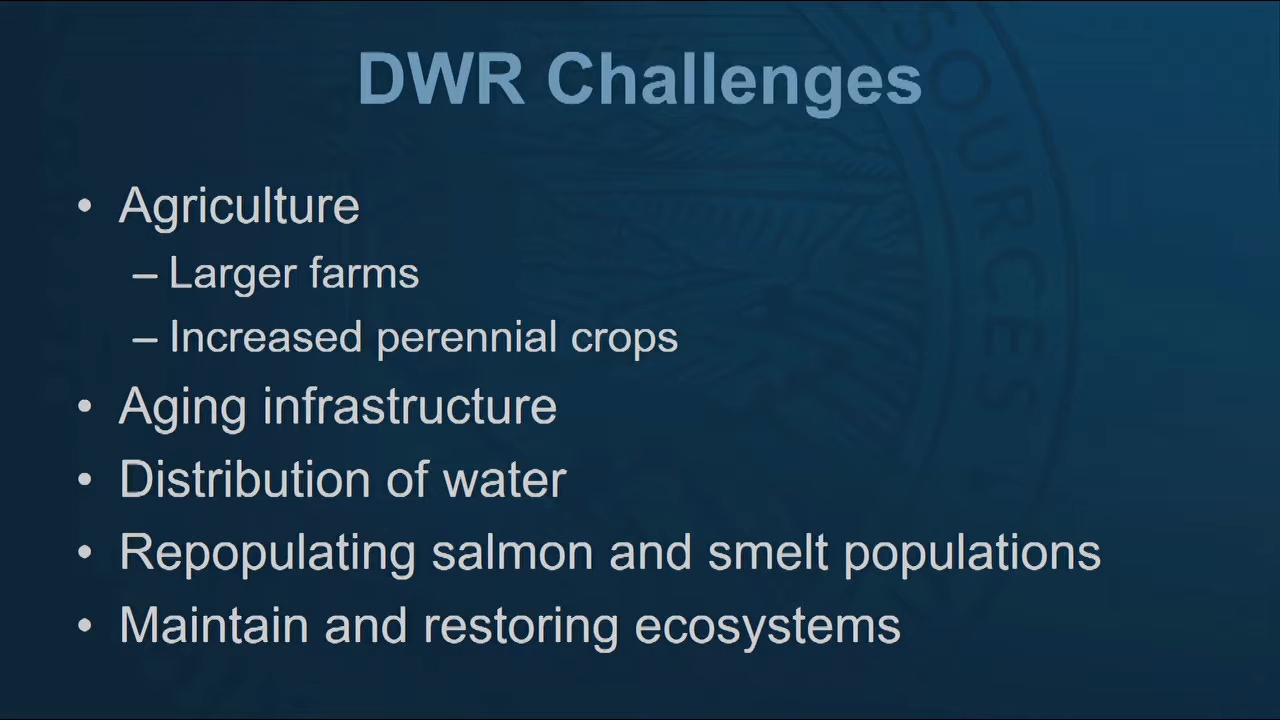 DWR Challenges
• Agriculture
– Larger farms
– Increased perennial crops
• Aging infrastructure
• Distribution of water
• Repopulating salmon and smelt populations
• Maintain and restoring ecosystems
SOURCES